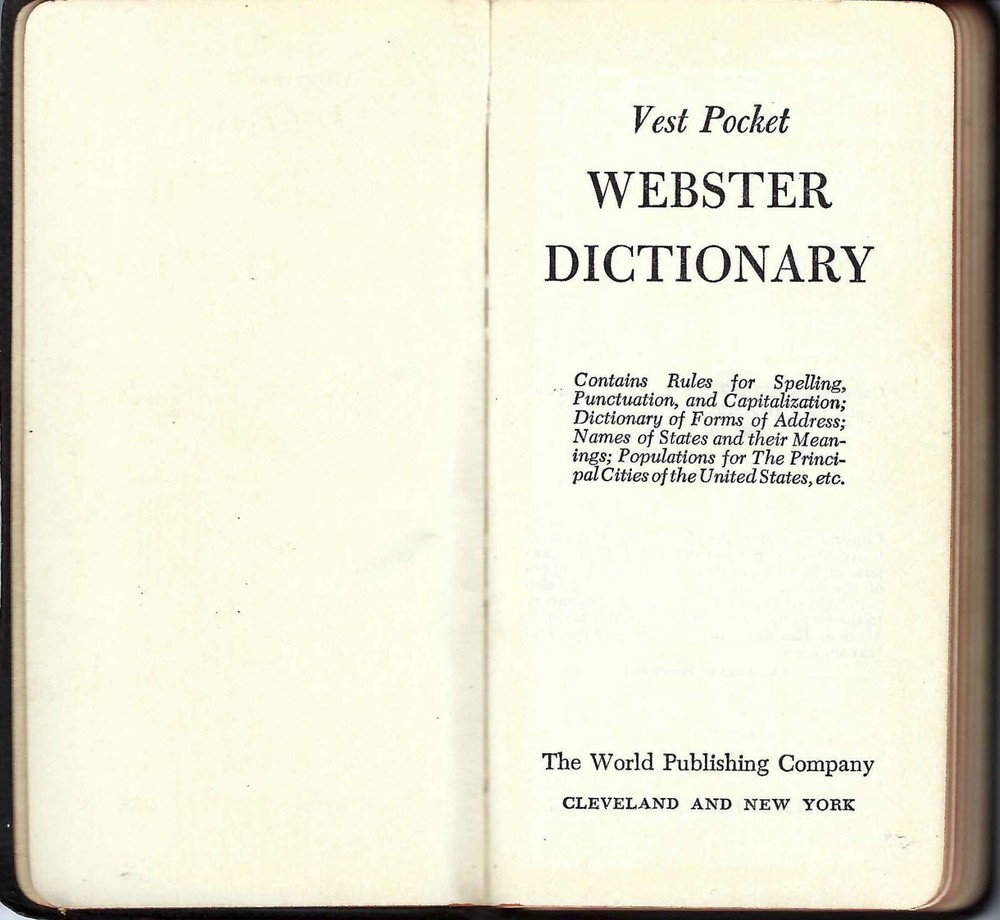 Vest Pocket
WEBSTER
DICTIONARY
Contains Rules for Spelling,
Punctuation, and Capitalization;
Dictionary of Forms of Address;
Names of States and their Mean-
ings; Populations for The Princi-
pal Cities of the United States, etc.
The World Publishing Company
CLEVELAND AND NEW YORK